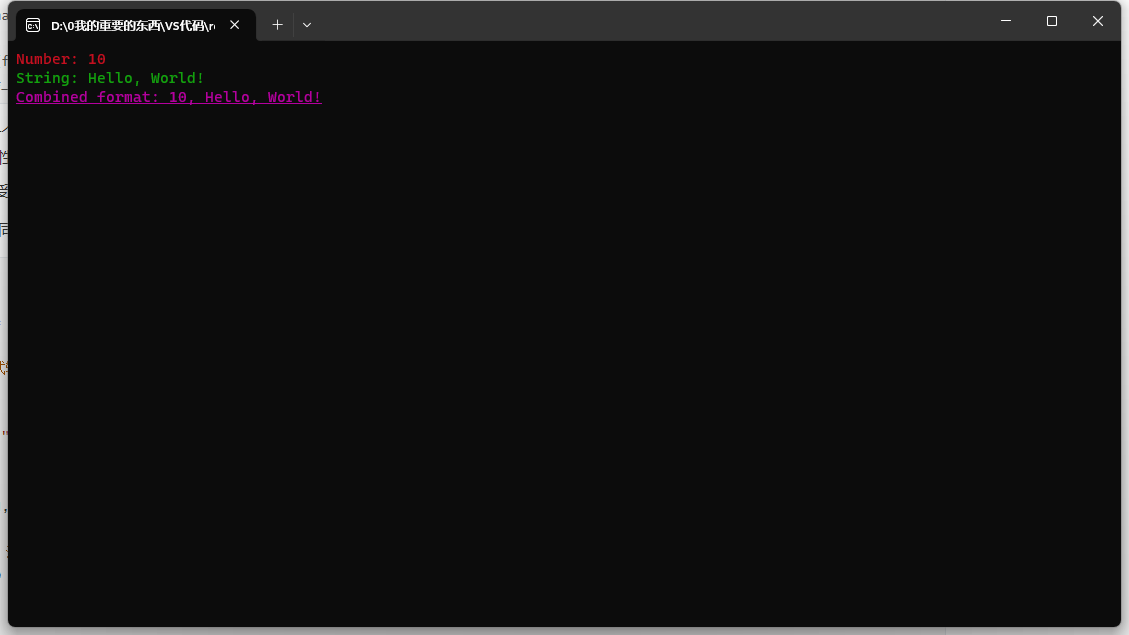 D:\0我的重要的东西\VS代码\r
Number: 10
String: Hello, World!
Combined format: 10, Hello, World!